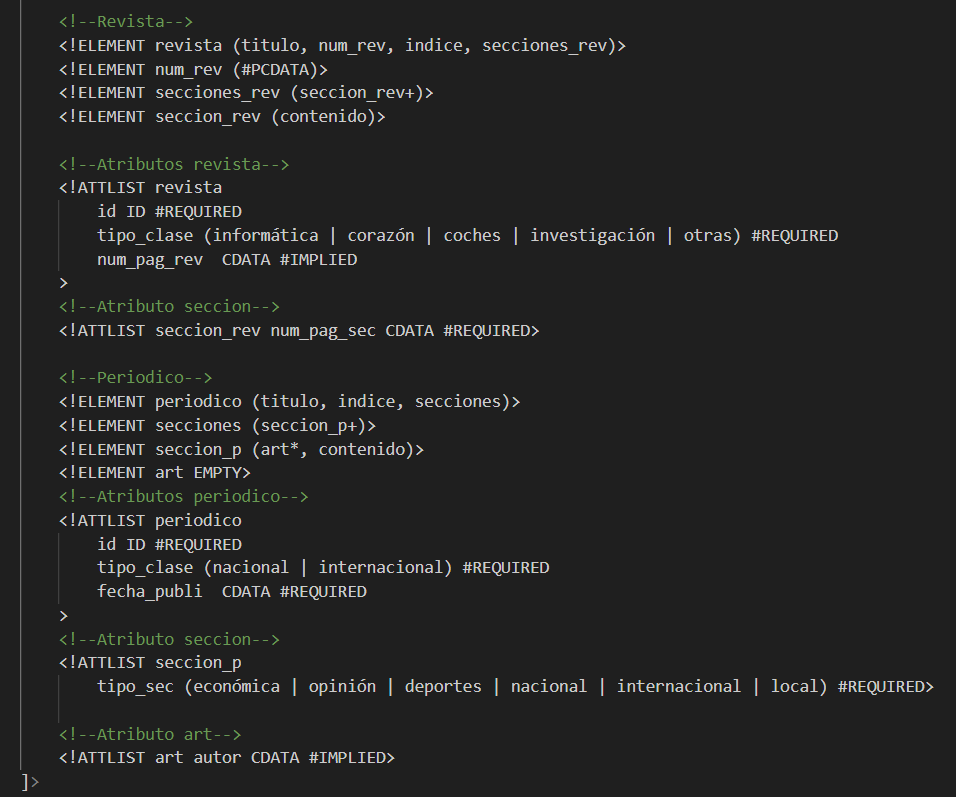 <!--Revista-->
<!ELEMENT revista (titulo, num_rev, indice, secciones_rev)>
<!ELEMENT num_rev (#PCDATA)>
<!ELEMENT secciones_rev (seccion_rev+)>
<!ELEMENT seccion_rev (contenido)>
<!--Atributos revista-->
<!ATTLIST revista
id ID #REQUIRED
tipo_clase (informática | corazón | coches | investigación | otras) #REQUIRED
num_pag_rev  CDATA #IMPLIED
>
<!--Atributo seccion-->
<!ATTLIST seccion_rev num_pag_sec CDATA #REQUIRED>
<!--Periodico-->
<!ELEMENT periodico (titulo, indice, secciones)>
<!ELEMENT secciones (seccion_p+)>
<!ELEMENT seccion_p (art*, contenido)>
<!ELEMENT art EMPTY>
<!--Atributos periodico-->
<!ATTLIST periodico
id ID #REQUIRED
tipo_clase (nacional | internacional) #REQUIRED
fecha_publi  CDATA #REQUIRED
>
<!--Atributo seccion-->
<!ATTLIST seccion_p
tipo_sec (económica | opinión | deportes | nacional | internacional | local) #REQUIRED>
<!--Atributo art-->
<!ATTLIST art autor CDATA #IMPLIED>
]>